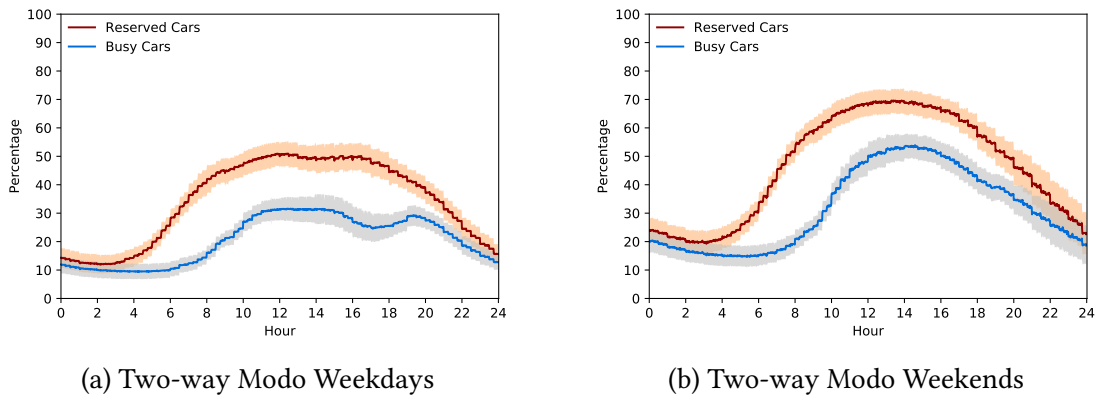 100
90
80
70
60
50
40
30
20
10
0
Percentage
Reserved Cars
Busy Cars
0 2 4 6 8 10 12 14 16 18 20 22 24
Hour
(a) Two-way Modo Weekdays
100
90
80
70
60
50
40
30
20
10
0
Percentage
Reserved Cars
Busy Cars
0 2 4 6 8 10 12 14 16 18 20 22 24
Hour
(b) Two-way Modo Weekends